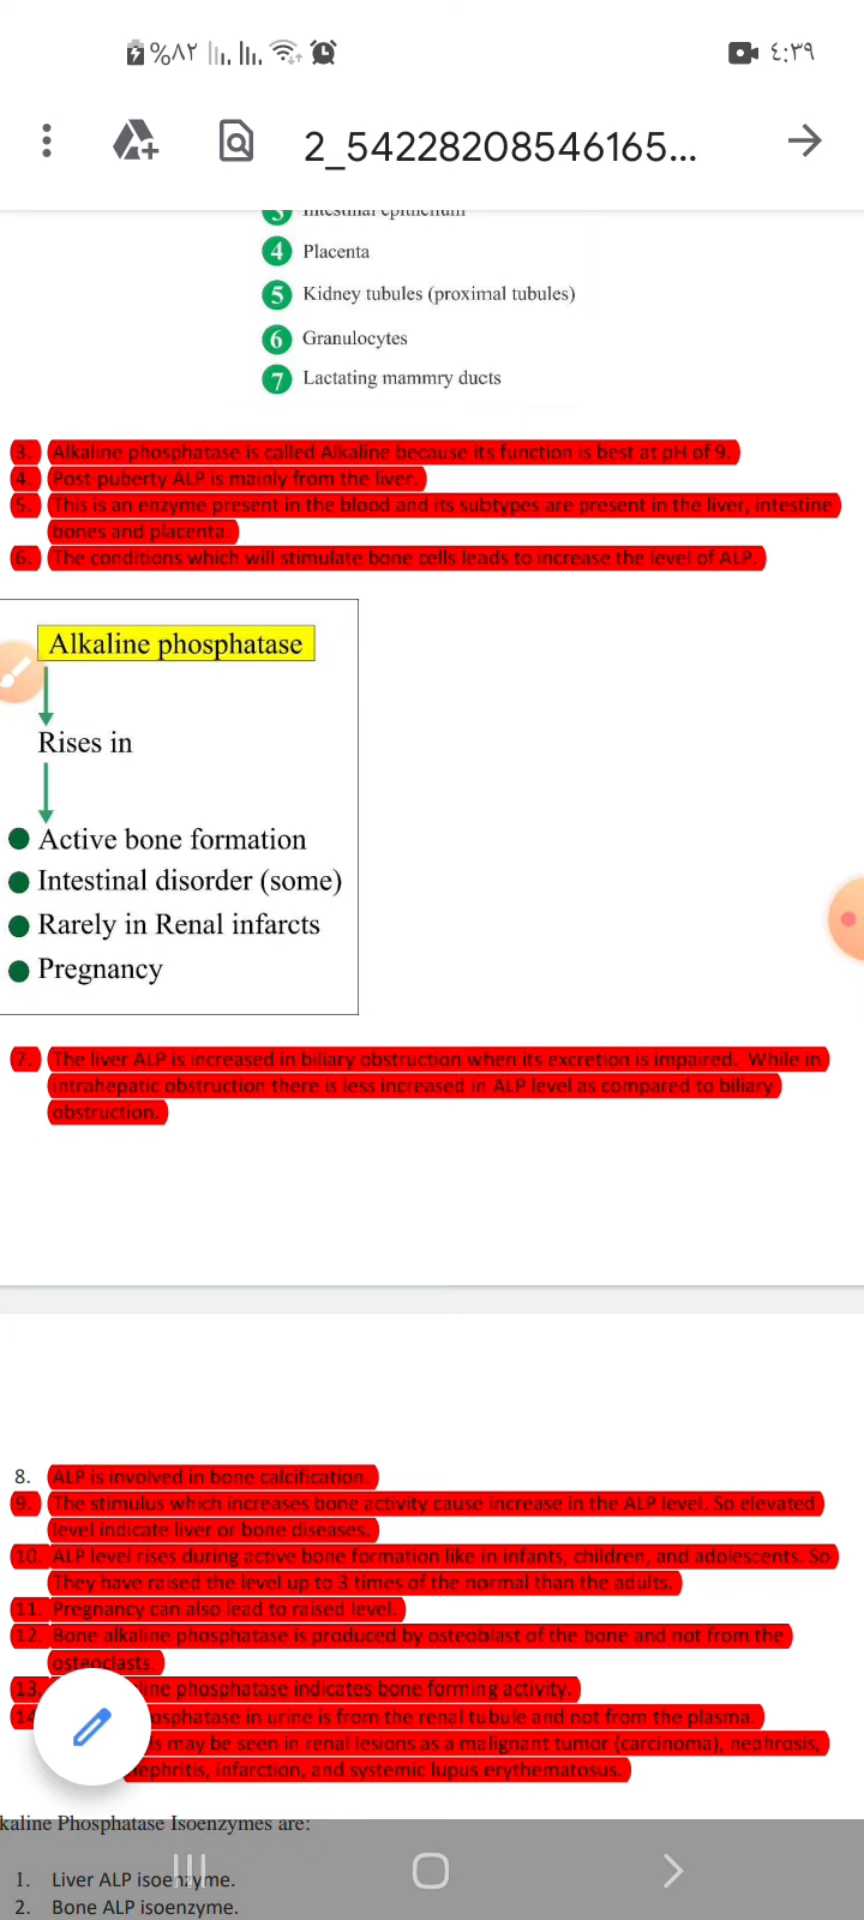 %٨٢ ٤:٣٩
2_54228208546165...
3 Intestinal epithelium
4 Placenta
5 Kidney tubules (proximal tubules)
6 Granulocytes
7 Lactating mammry ducts
3. Alkaline phosphatase is called Alkaline because its function is best at pH of 9.
4. Post-puberty ALP is mainly from the liver.
5. This is an enzyme present in the blood and its subtypes are present in the liver, intestine
bones and placenta.
6. The conditions which will stimulate bone cells leads to increase the level of ALP.
Alkaline phosphatase
Rises in
Active bone formation
Intestinal disorder (some)
Rarely in Renal infarcts
Pregnancy
7. The liver ALP is increased in biliary obstruction when its excretion is impaired. While in
intrahepatic obstruction there is less increased in ALP level as compared to biliary
obstruction.
8. ALP is involved in bone calcification.
9. The stimulus which increases bone activity cause increase in the ALP level. So elevated
level indicate liver or bone diseases.
10. ALP level rises during active bone formation like in infants, children, and adolescents. So
They have raised the level up to 3 times of the normal than the adults.
11. Pregnancy can also lead to raised level.
12. Bone alkaline phosphatase is produced by osteoblast of the bone and not from the
osteoclasts.
13. line phosphatase indicates bone forming activity.
14 osphatase in urine is from the renal tubule and not from the plasma.
is may be seen in renal lesions as a malignant tumor (carcinoma), nephrosis,
ephritis, infarction, and systemic lupus erythematosus.
kaline Phosphatase Isoenzymes are:
1. Liver ALP isoenzyme.
2. Bone ALP isoenzyme.